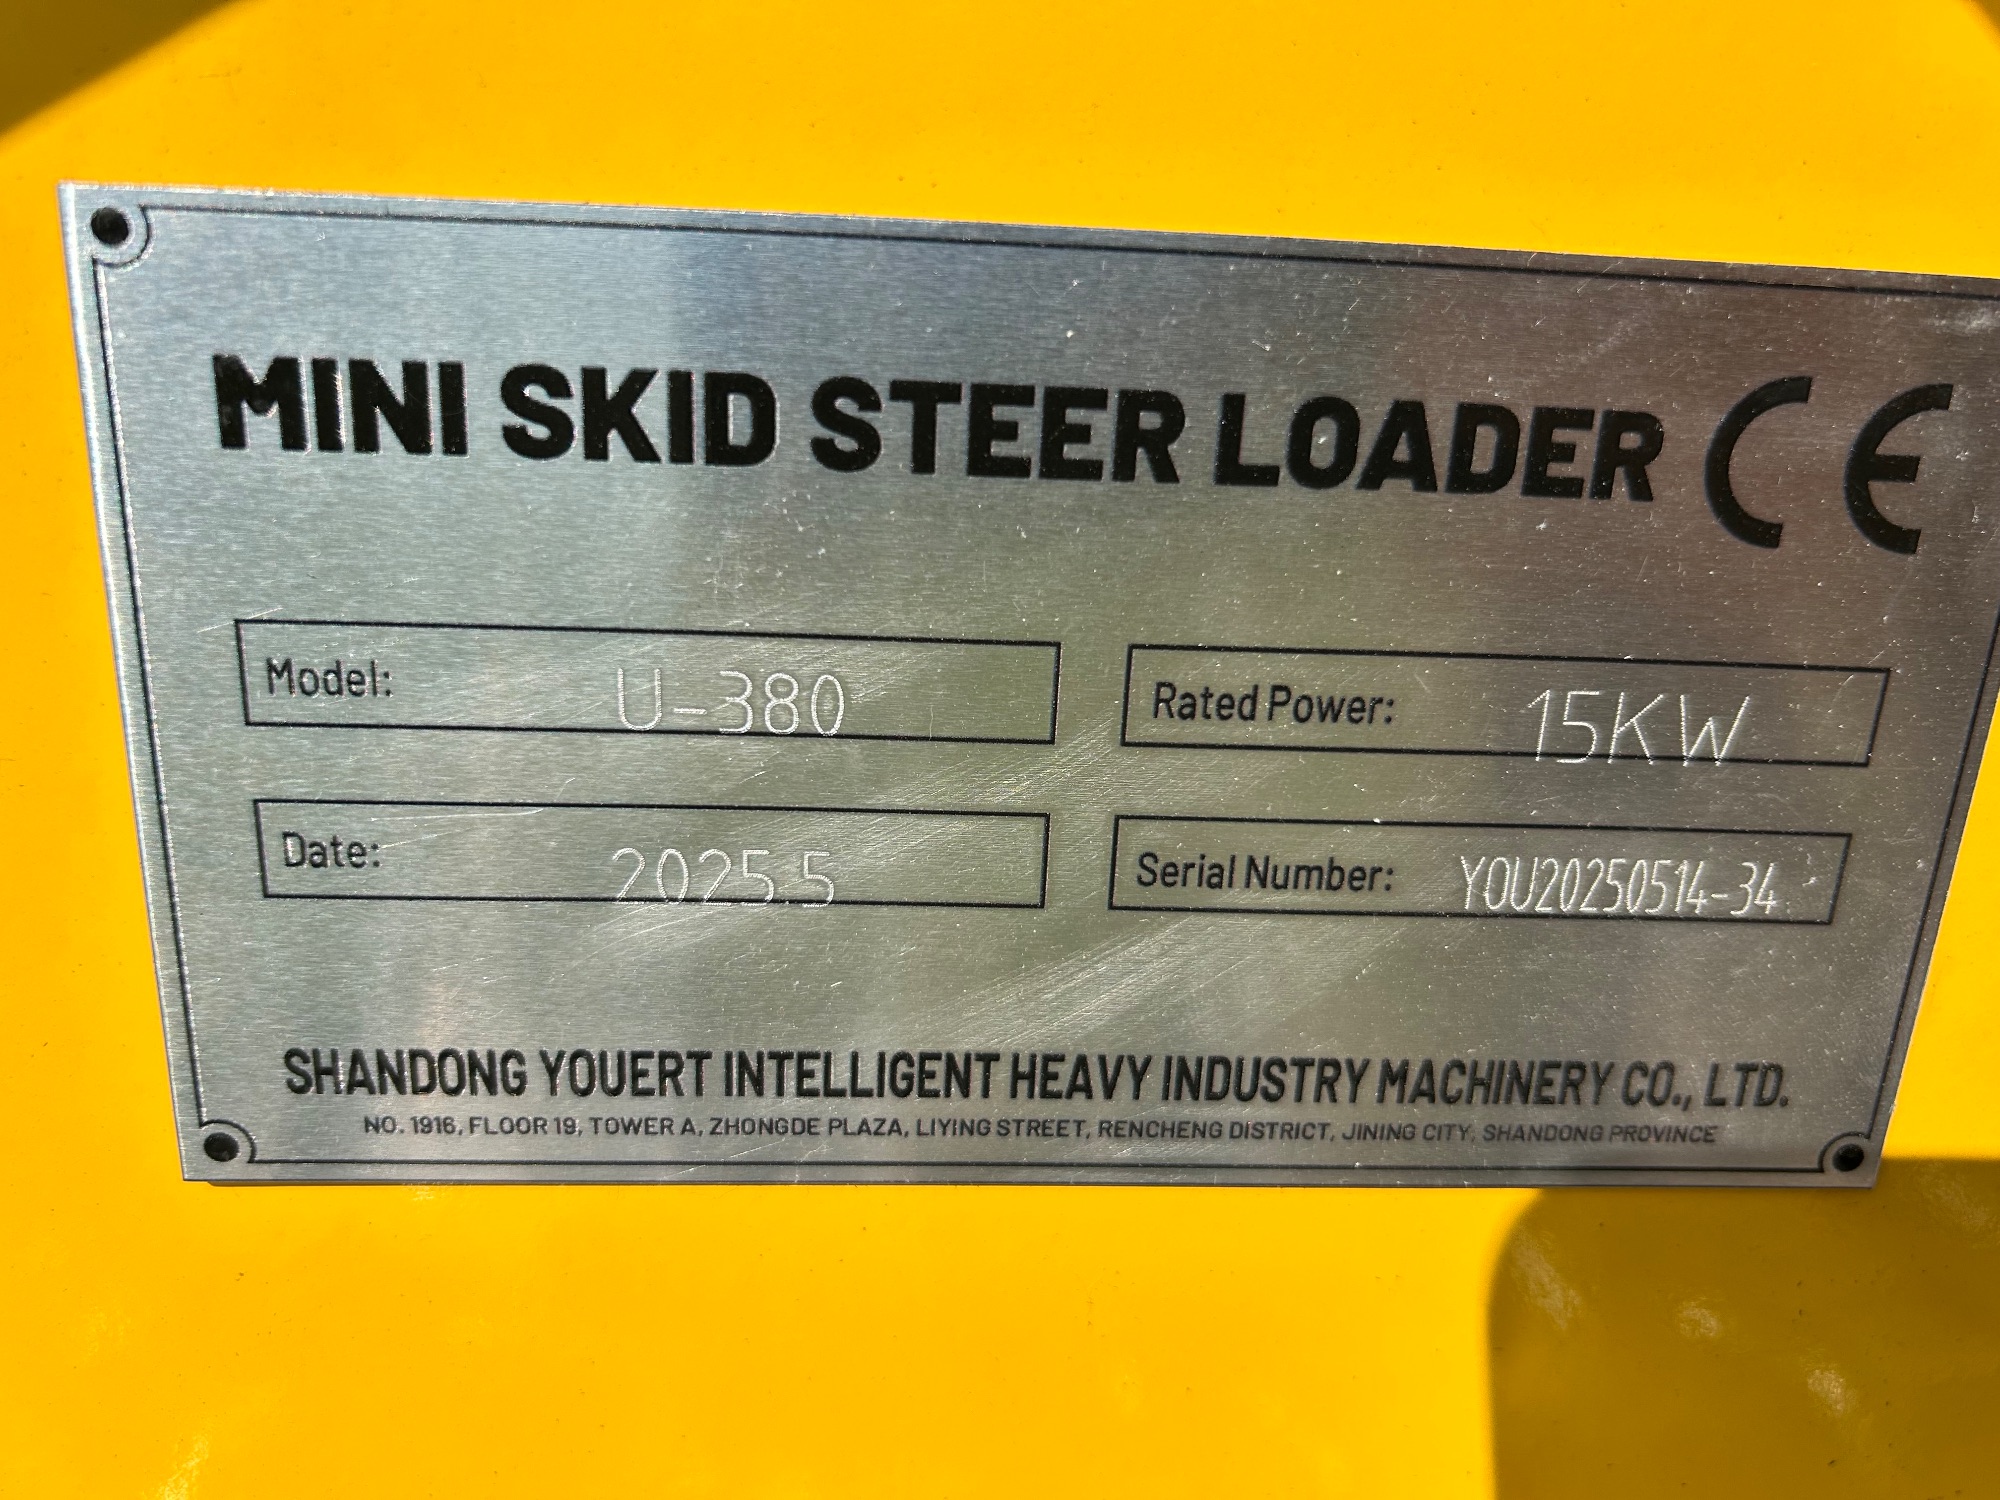 MINI SKID STEER LOADER CE
Model: U-380
Rated Power: 15KW
Date: 2025.5
Serial Number: YOU20250514-34
SHANDONG YOUERT INTELLIGENT HEAVY INDUSTRY MACHINERY CO., LTD.
NO. 1916, FLOOR 19, TOWER A, ZHONGDE PLAZA, LIYING STREET, RENCHENG DISTRICT, JINING CITY, SHANDONG PROVINCE